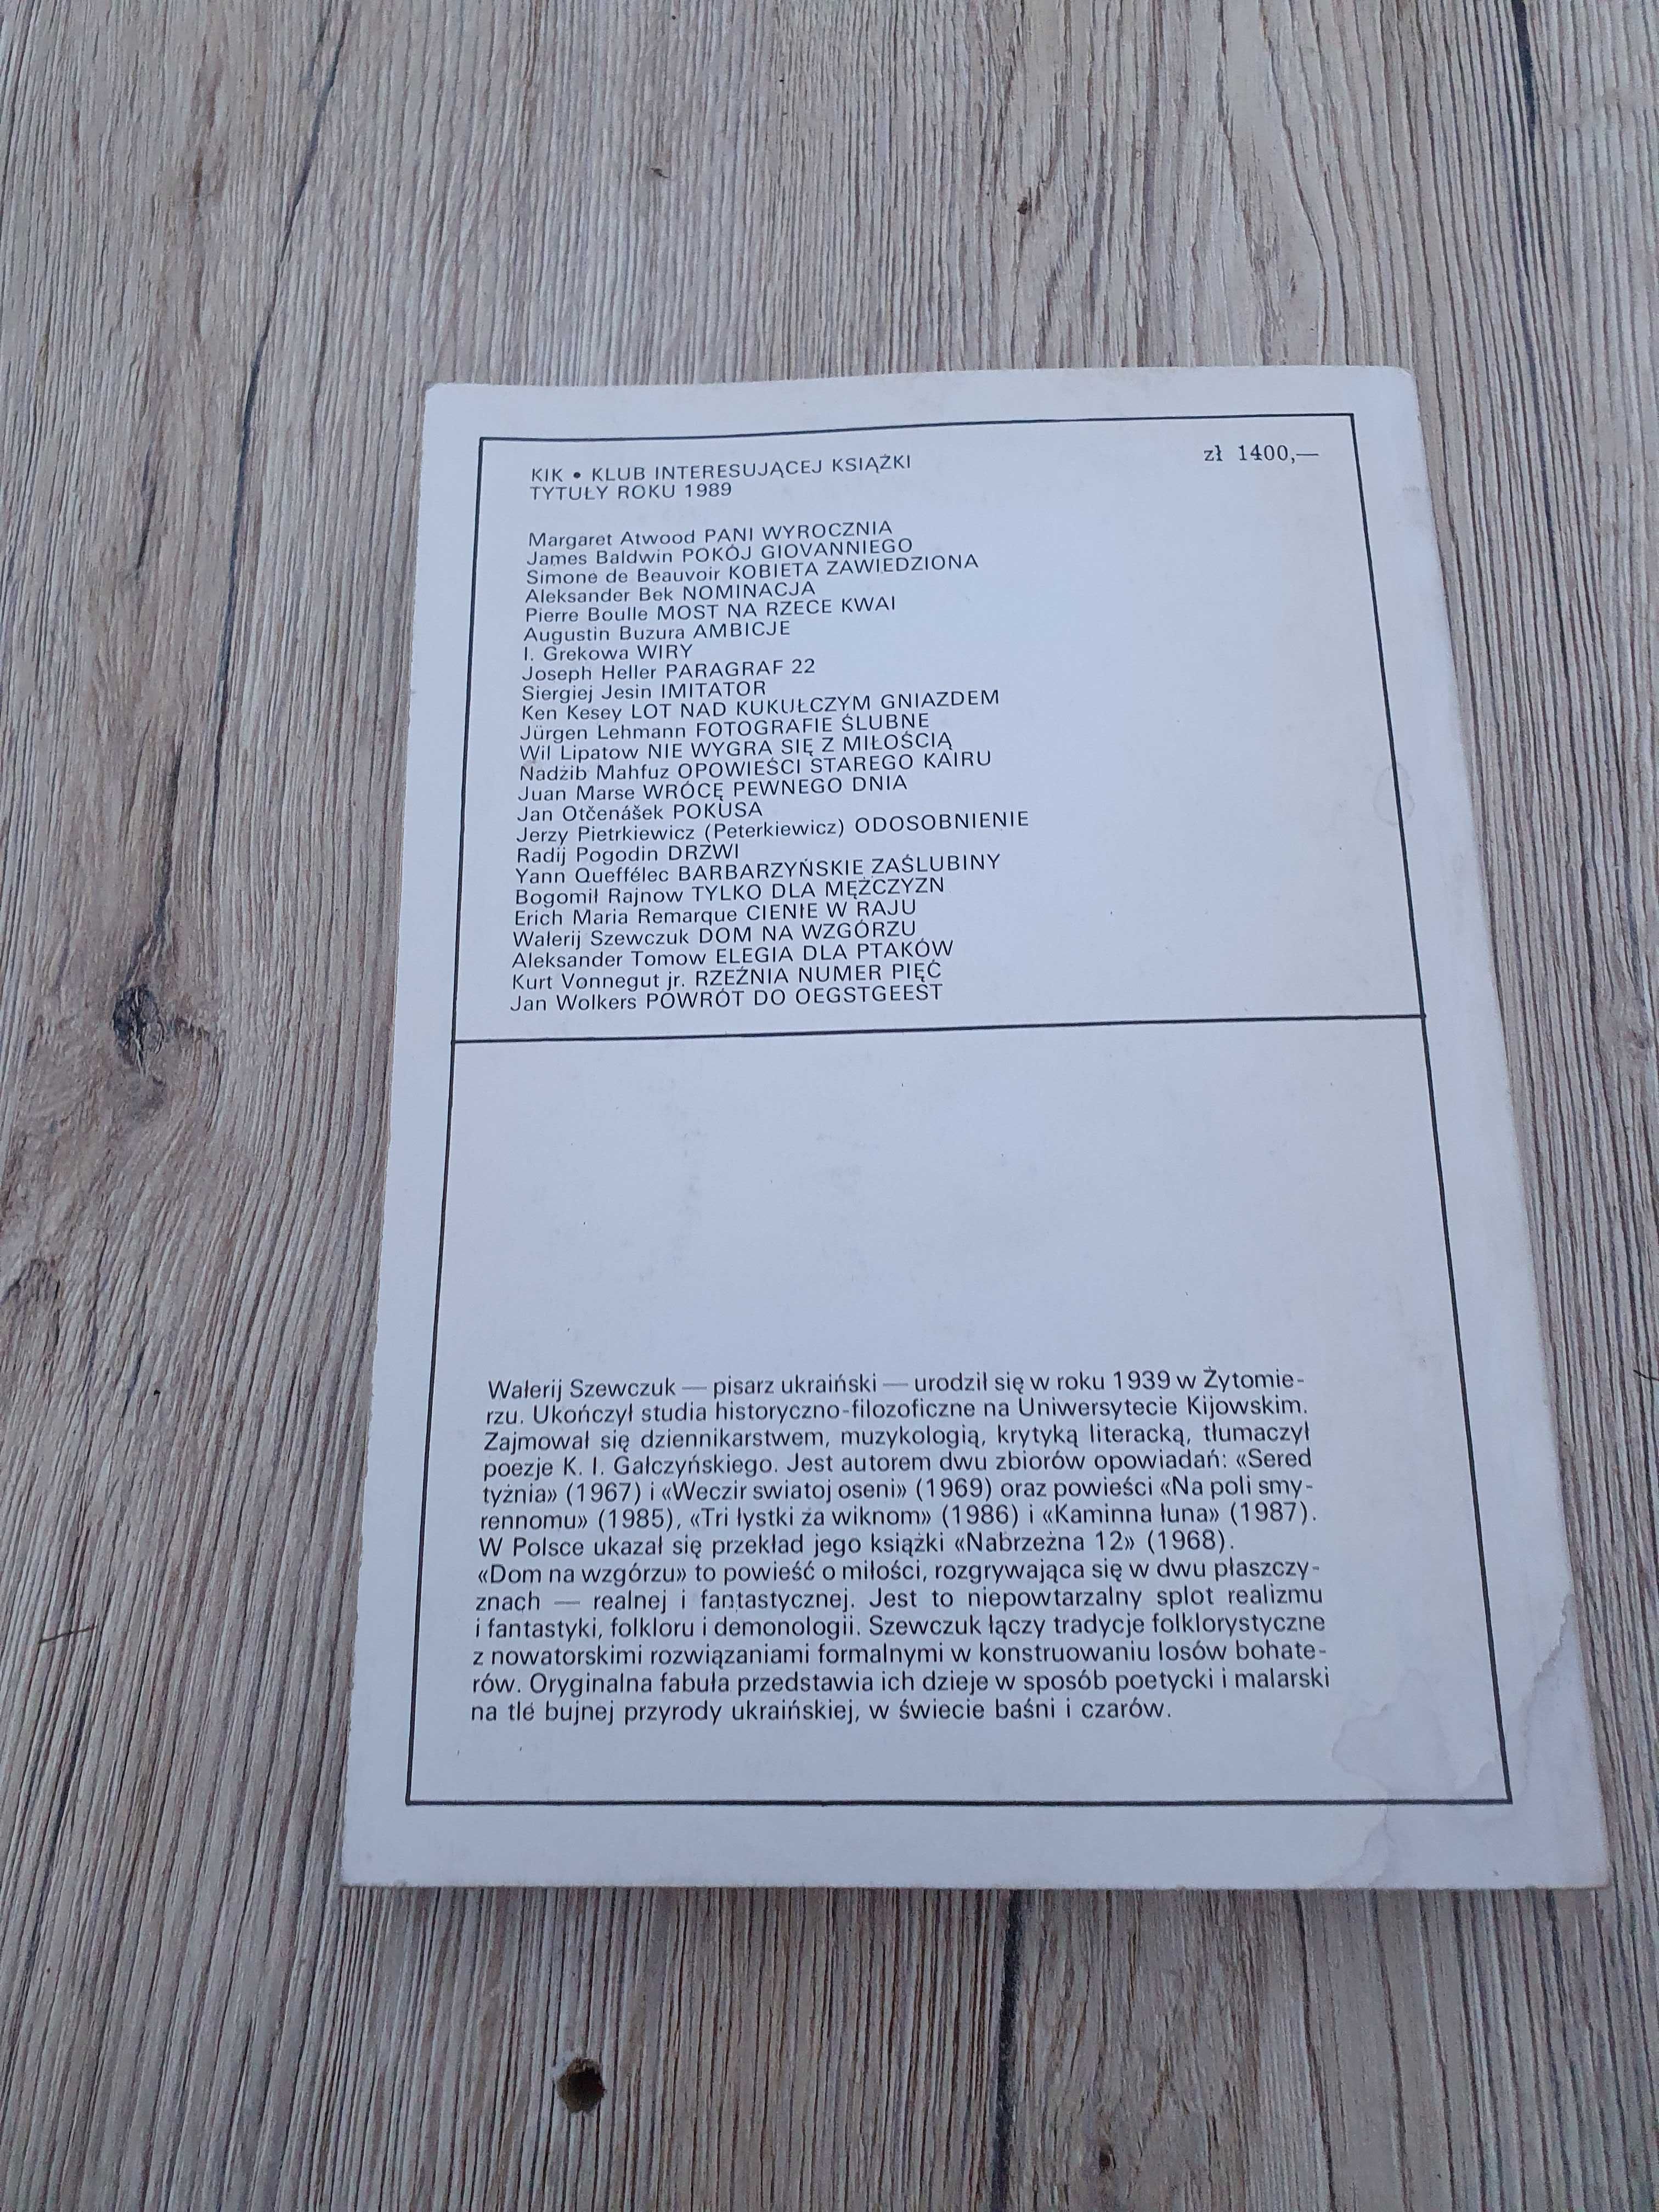 KIK • KLUB INTERESUJĄCEJ KSIĄŻKI
zł 1400,—
TYTUŁY ROKU 1989
Margaret Atwood PANI WYROCZNIA
James Baldwin POKÓJ GIOVANNIEGO
Simone de Beauvoir KOBIETA ZAWIEDZIONA
Aleksander Bek NOMINACJA
Pierre Boulle MOST NA RZECE KWAI
Augustin Buzura AMBICJE
I. Grekowa WIRY
Joseph Heller PARAGRAF 22
Siergiej Jesin IMITATOR
Ken Kesey LOT NAD KUKUŁCZYM GNIAZDEM
Jürgen Lehmann FOTOGRAFIE ŚLUBNE
Wil Lipatow NIE WYGRA SIĘ Z MIŁOŚCIĄ
Nadżib Mahfuz OPOWIEŚCI STAREGO KAIRU
Juan Marse WRÓCĘ PEWNEGO DNIA
Jan Otčenášek POKUSA
Jerzy Pietrkiewicz (Peterkiewicz) ODOSOBNIENIE
Radij Pogodin DRZWI
Yann Queffélec BARBARZYŃSKIE ZAŚLUBINY
Bogomił Rajnow TYLKO DLA MĘŻCZYZN
Erich Maria Remarque CIENIE W RAJU
Wałerij Szewczuk DOM NA WZGÓRZU
Aleksander Tomow ELEGIA DLA PTAKÓW
Kurt Vonnegut jr. RZEŹNIA NUMER PIĘĆ
Jan Wolkers POWRÓT DO OEGSTGEEST
Wałerij Szewczuk — pisarz ukraiński — urodził się w roku 1939 w Żytomie-
rzu. Ukończył studia historyczno-filozoficzne na Uniwersytecie Kijowskim.
Zajmował się dziennikarstwem, muzykologią, krytyką literacką, tłumaczył
poezje K. I. Gałczyńskiego. Jest autorem dwu zbiorów opowiadań: «Sered
tyżnia» (1967) i «Weczir swiatoj oseni» (1969) oraz powieści «Na poli smy-
rennomu» (1985), «Tri łystki za wiknom» (1986) i «Kaminna łuna» (1987).
W Polsce ukazał się przekład jego książki «Nabrzeżna 12» (1968).
«Dom na wzgórzu» to powieść o miłości, rozgrywająca się w dwu płaszczy-
znach — realnej i fantastycznej. Jest to niepowtarzalny splot realizmu
i fantastyki, folkloru i demonologii. Szewczuk łączy tradycje folklorystyczne
z nowatorskimi rozwiązaniami formalnymi w konstruowaniu losów bohate-
rów. Oryginalna fabuła przedstawia ich dzieje w sposób poetycki i malarski
na tle bujnej przyrody ukraińskiej, w świecie baśni i czarów.